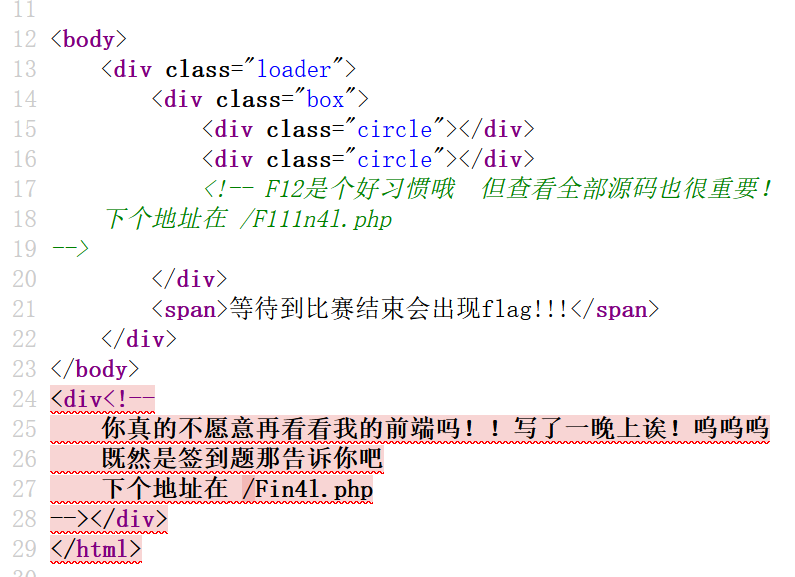 11
12 <body>
13 <div class="loader">
14 <div class="box">
15 <div class="circle"></div>
16 <div class="circle"></div>
17 <!-- F12是个好习惯哦 但查看全部源码也很重要！
18 下个地址在 /F111n4l.php
19 -->
20 </div>
21 <span>等待到比赛结束会出现flag!!!</span>
22 </div>
23 </body>
24 <div<!--
25 你真的不愿意再看看我的前端吗！！写了一晚上诶！呜呜呜
26 既然是签到题那告诉你吧
27 下个地址在 /Fin4l.php
28 --></div>
29 </html>
30